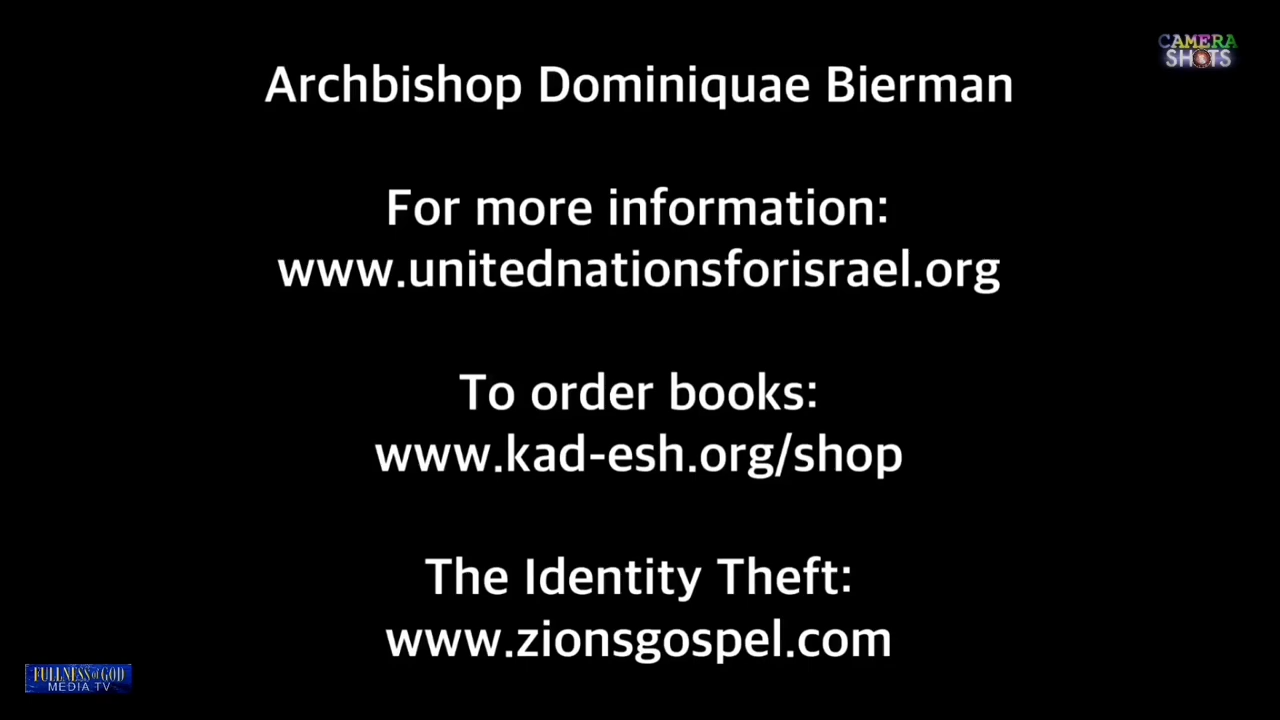 CAMERA
SHOTS
Archbishop Dominiquae Bierman
For more information:
www.unitednationsforisrael.org
To order books:
www.kad-esh.org/shop
The Identity Theft:
www.zionsgospel.com
FULLNESS of GOD
MEDIA TV